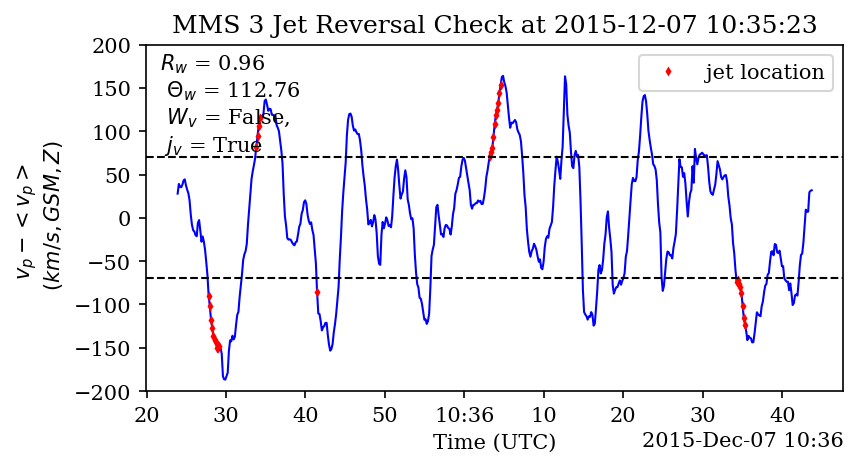 MMS 3 Jet Reversal Check at 2015-12-07 10:35:23
R_w = 0.96
Θ_w = 112.76
W_v = False,
j_v = True
jet location
v_p − < v_p >
(km/s, GSM, Z)
200
150
100
50
0
−50
−100
−150
−200
20 30 40 50 10:36 10 20 30 40
Time (UTC)
2015-Dec-07 10:36